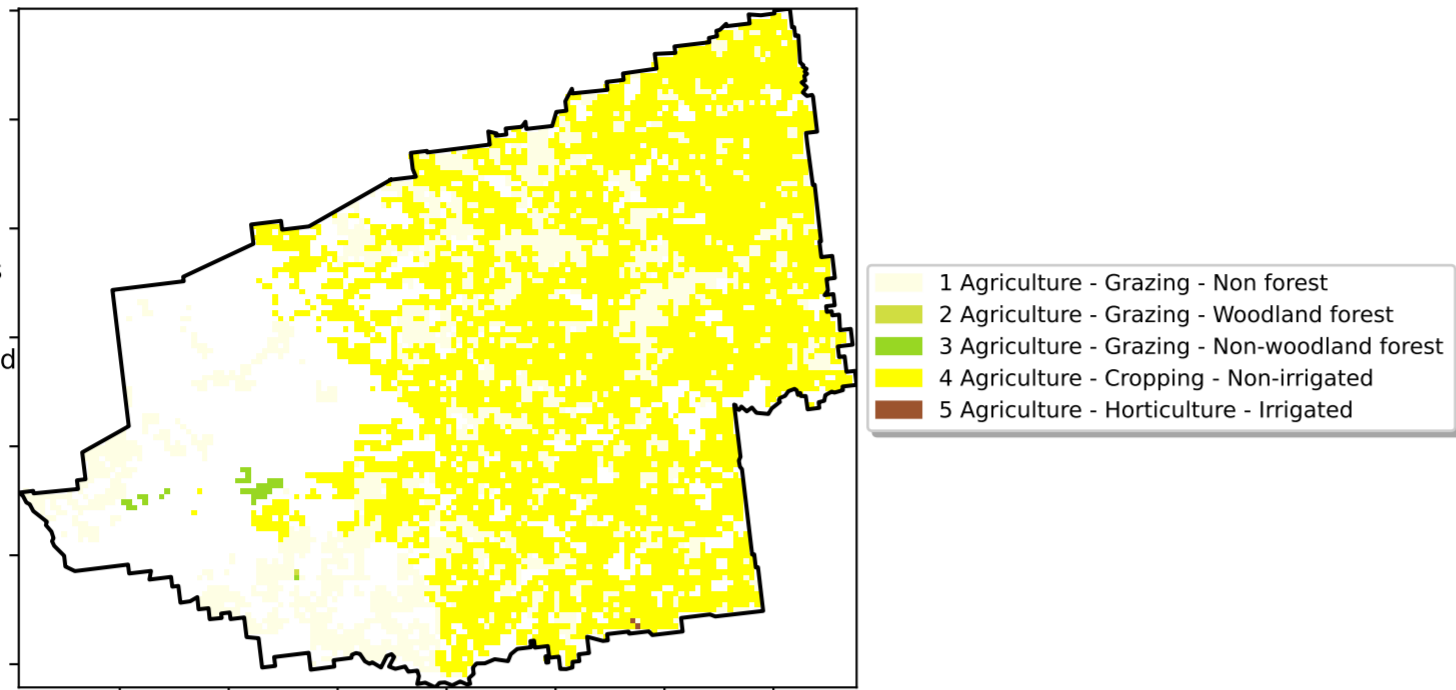 s
d
1 Agriculture - Grazing - Non forest
2 Agriculture - Grazing - Woodland forest
3 Agriculture - Grazing - Non-woodland forest
4 Agriculture - Cropping - Non-irrigated
5 Agriculture - Horticulture - Irrigated